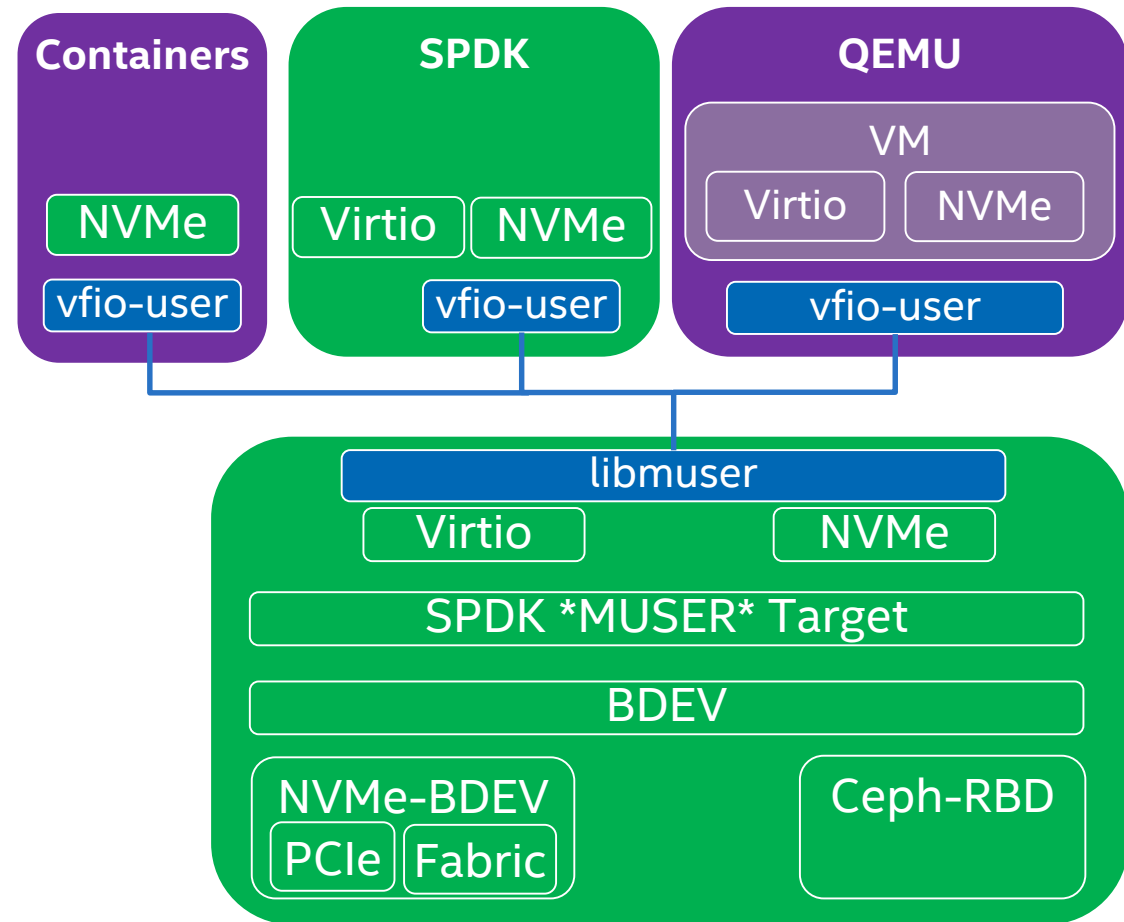 Containers
NVMe
vfio-user
SPDK
Virtio
NVMe
vfio-user
QEMU
VM
Virtio
NVMe
vfio-user
libmuser
Virtio
NVMe
SPDK *MUSER* Target
BDEV
NVMe-BDEV
PCIe
Fabric
Ceph-RBD